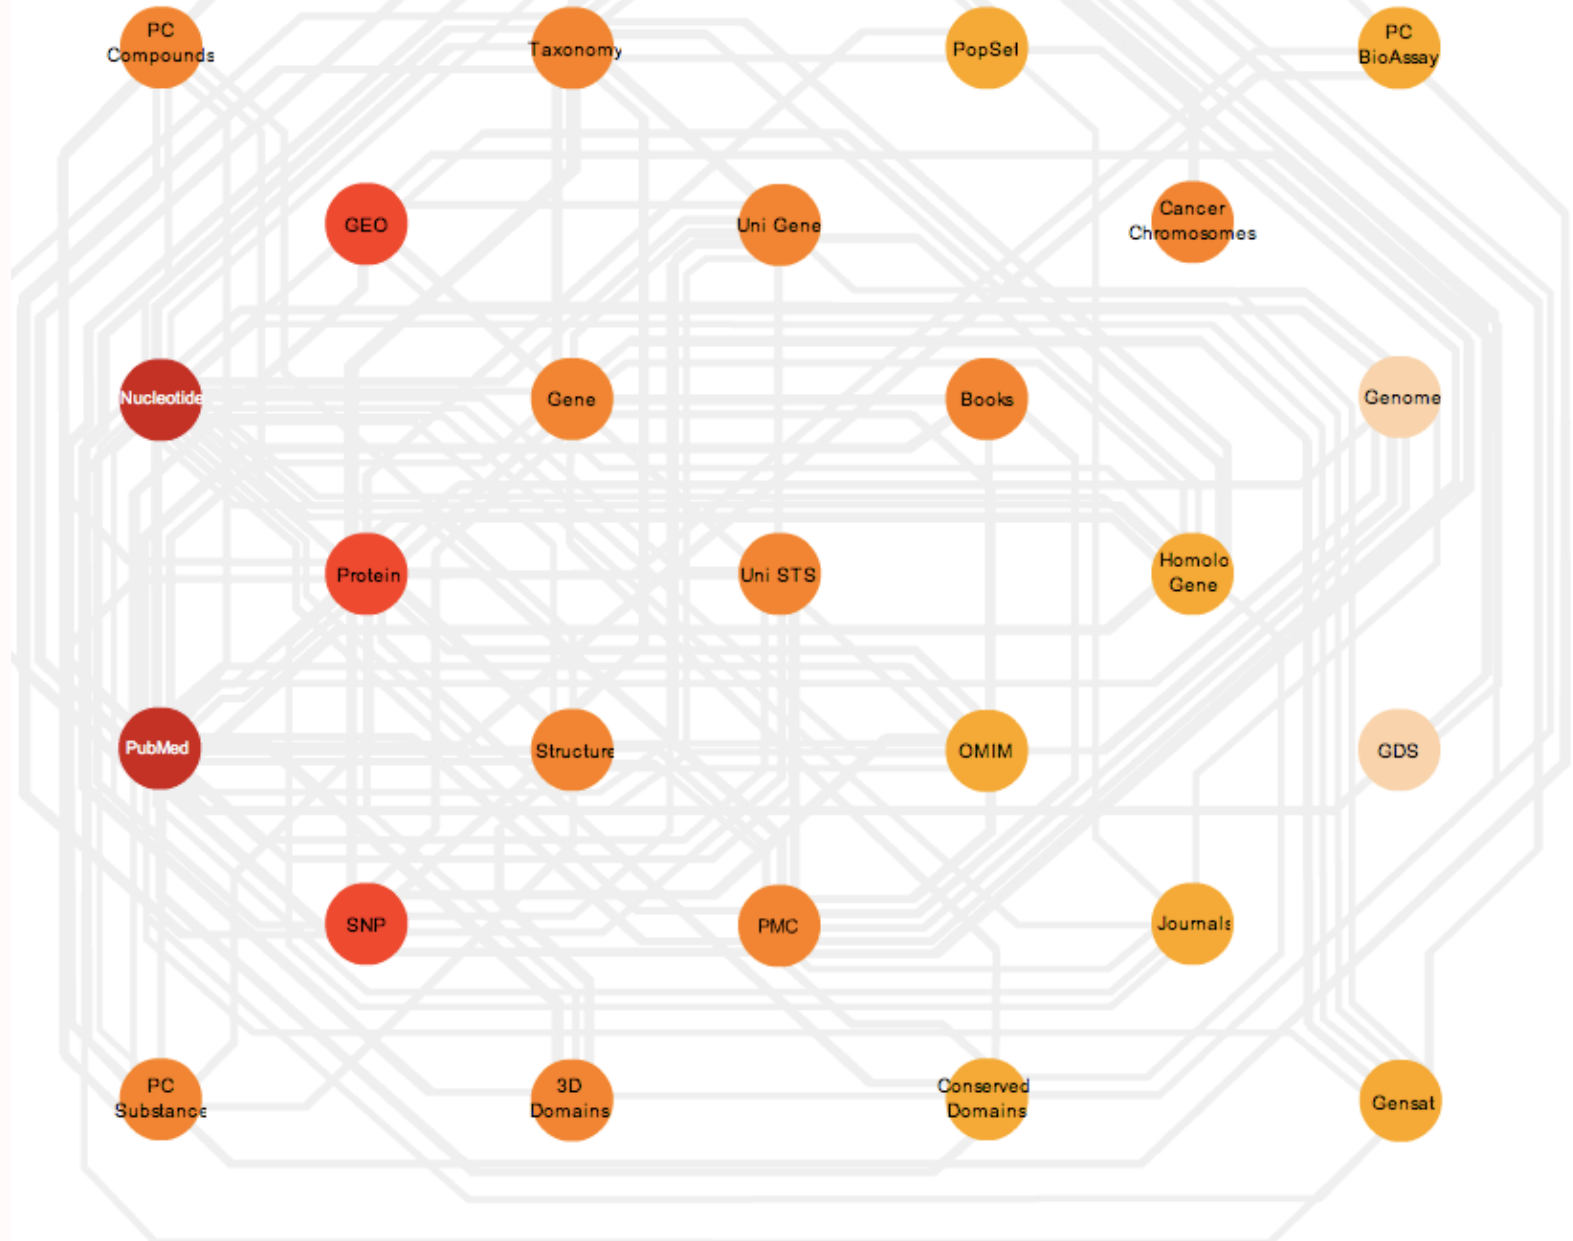 PC
Compounds
Taxonomy
PopSet
PC
BioAssay
GEO
Uni Gene
Cancer
Chromosomes
Nucleotide
Gene
Books
Genome
Protein
Uni STS
Homolo
Gene
PubMed
Structure
OMIM
GDS
SNP
PMC
Journals
PC
Substance
3D
Domains
Conserved
Domains
Gensat